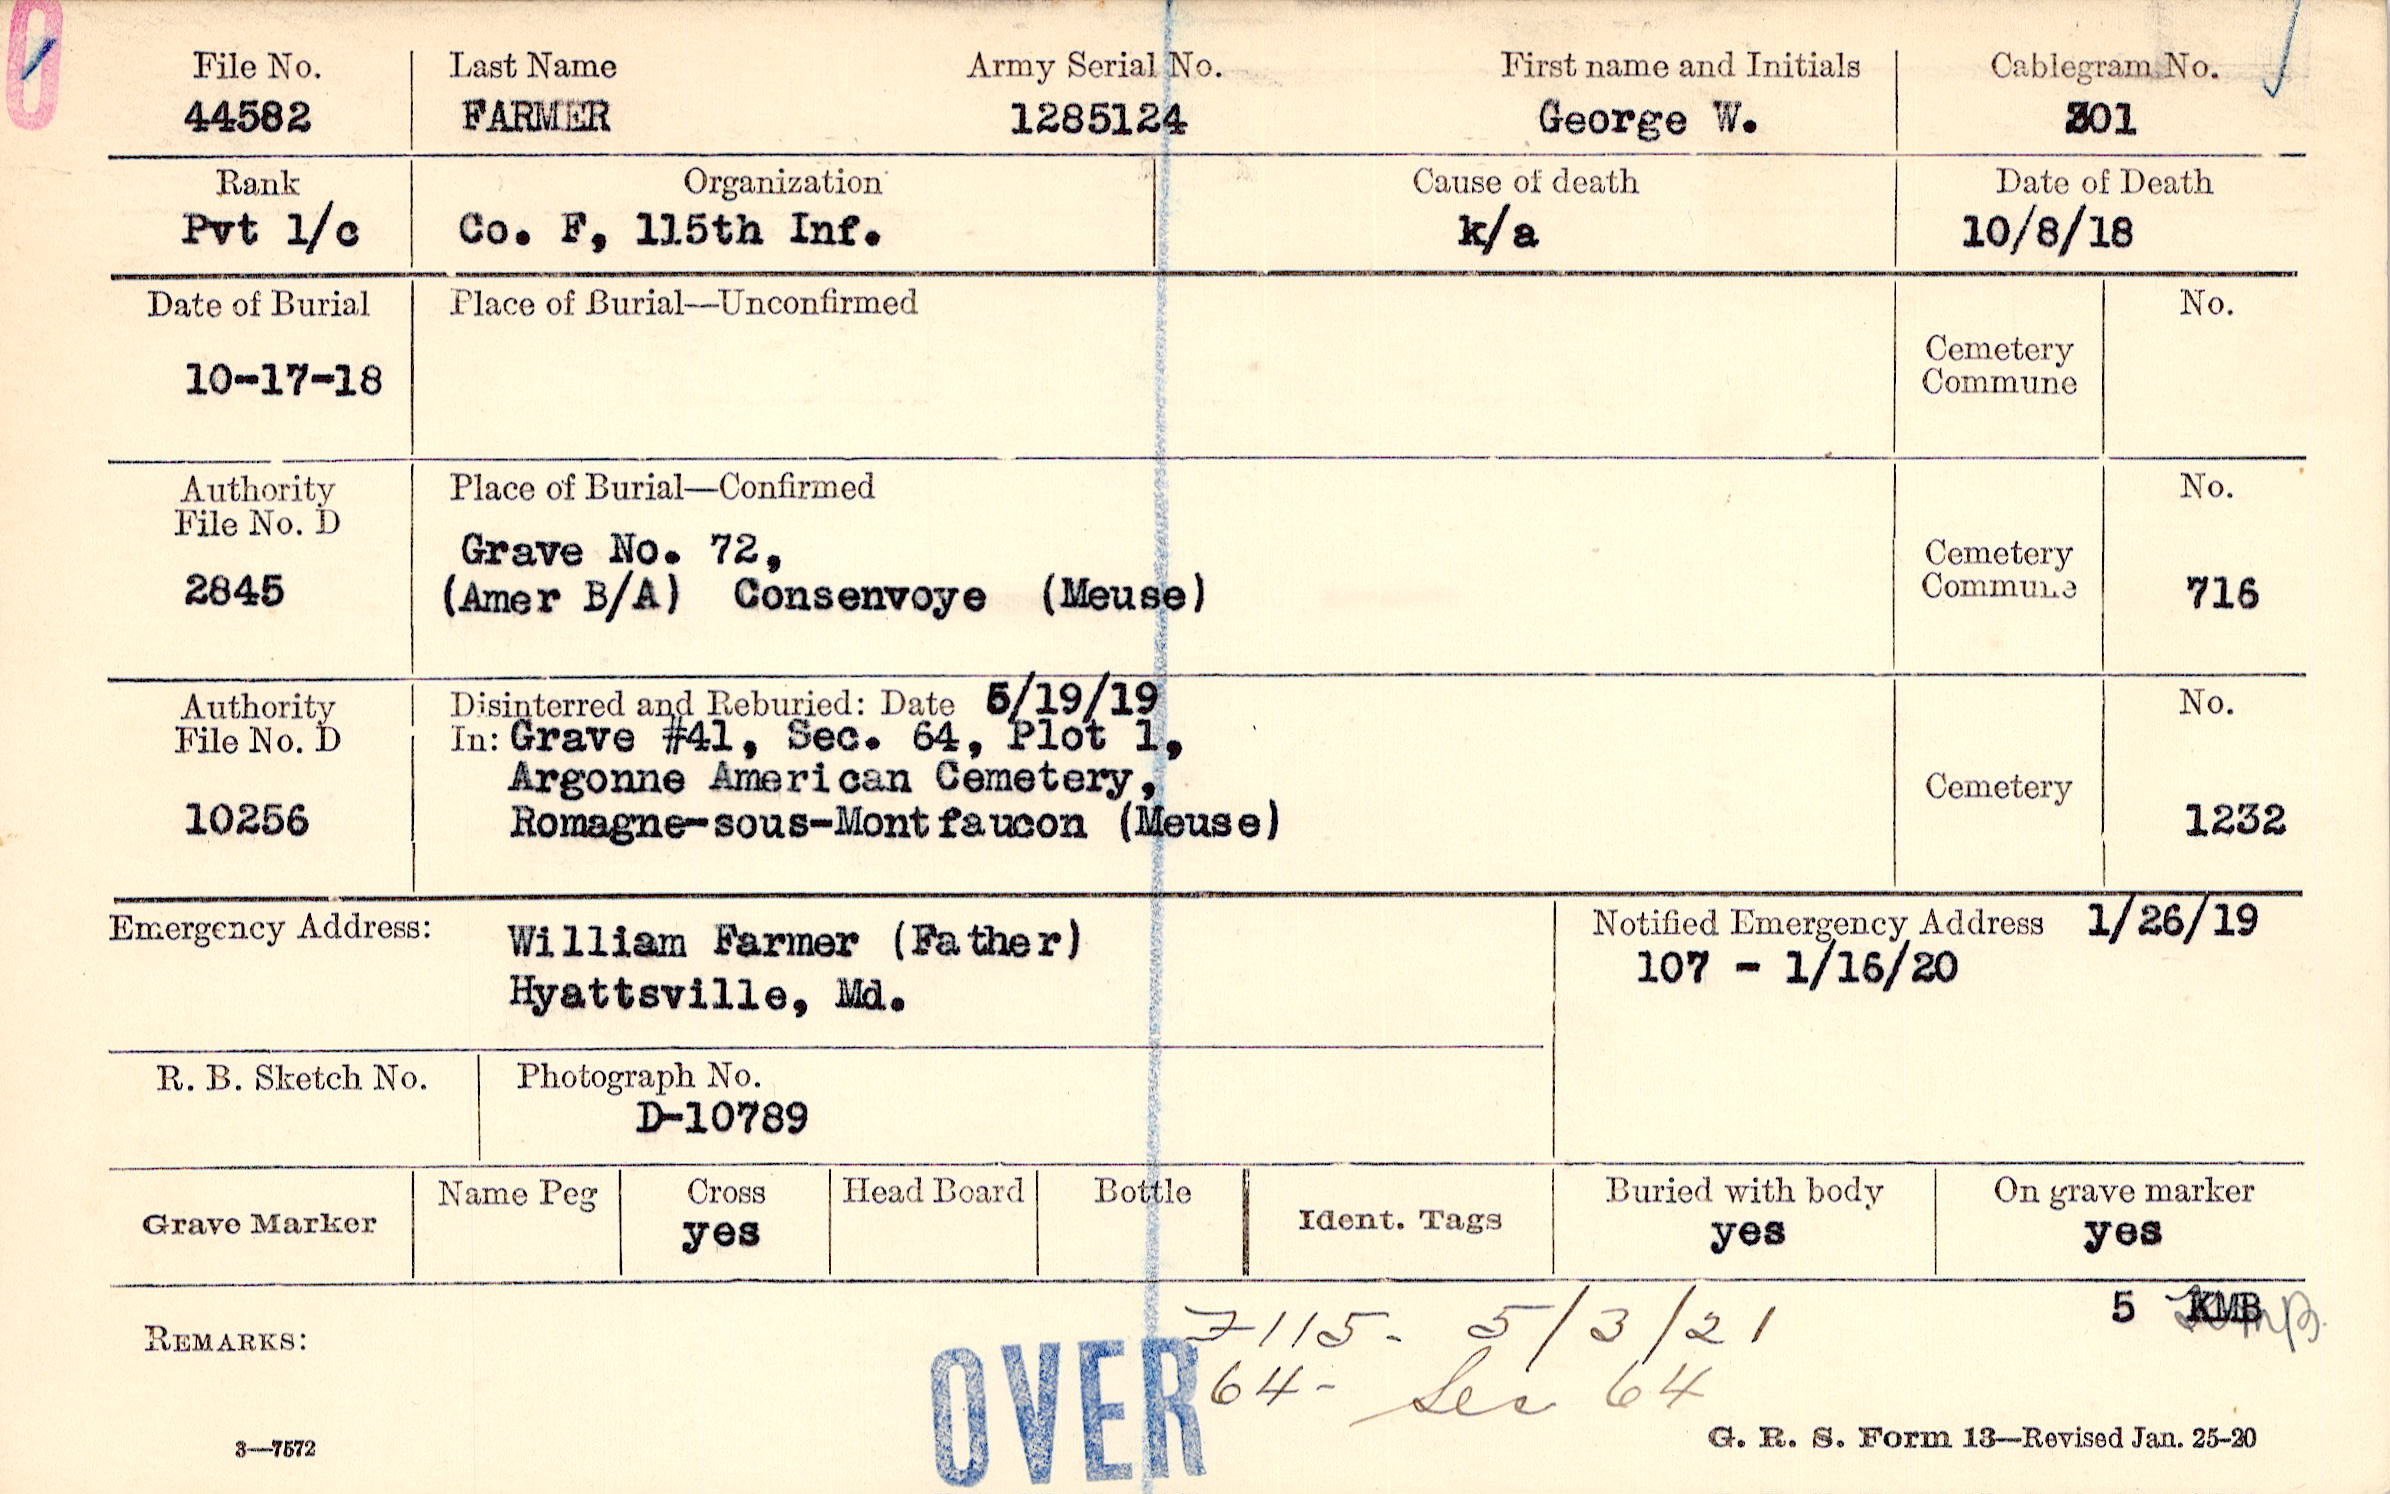 File No. Last Name Army Serial No. First name and Initials Cablegram No.
44582 FARMER 1285124 George W. 301
Rank Organization Cause of death Date of Death
Pvt 1/c Co. F, 115th Inf. k/a 10/8/18
Date of Burial Place of Burial—Unconfirmed No.
Cemetery
Commune
10-17-18
Authority Place of Burial—Confirmed No.
File No. D
Grave No. 72, Cemetery
2845 (Amer B/A) Consenvoye (Meuse) Commune 716
Authority Disinterred and Reburied: Date 5/19/19 No.
File No. D In: Grave #41, Sec. 64, Plot 1,
Argonne American Cemetery, Cemetery
10256 Romagne-sous-Montfaucon (Meuse) 1232
Emergency Address: William Farmer (Father) Notified Emergency Address 1/26/19
Hyattsville, Md. 107 - 1/16/20
R. B. Sketch No. Photograph No.
D-10789
Grave Marker Name Peg Cross Head Board Bottle Ident. Tags Buried with body On grave marker
yes yes yes
5 KMB
REMARKS: 7115- 5/3/21
64- Sec 64
OVER
3—7572 G. R. S. Form 13—Revised Jan. 25-20